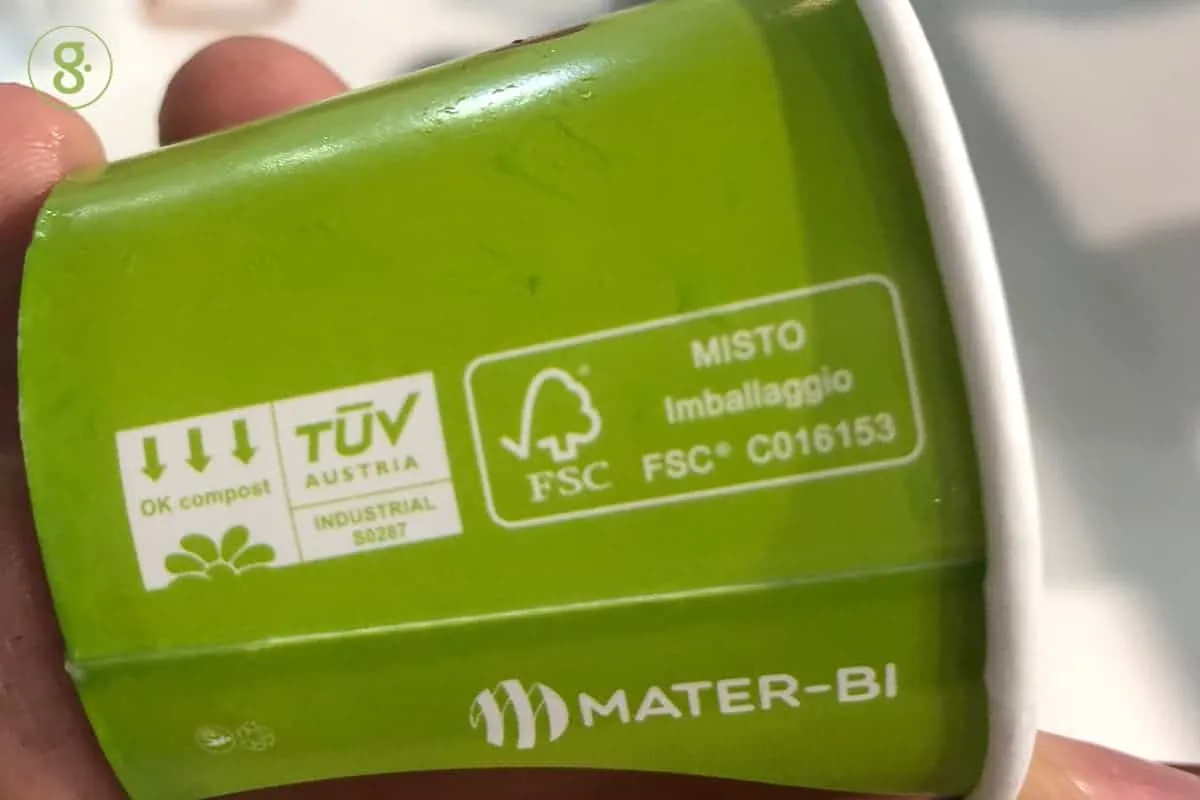 g.
OK compost
TÜV
AUSTRIA
INDUSTRIAL
S0287
FSC
MISTO
Imballaggio
FSC® C016153
MATER-BI